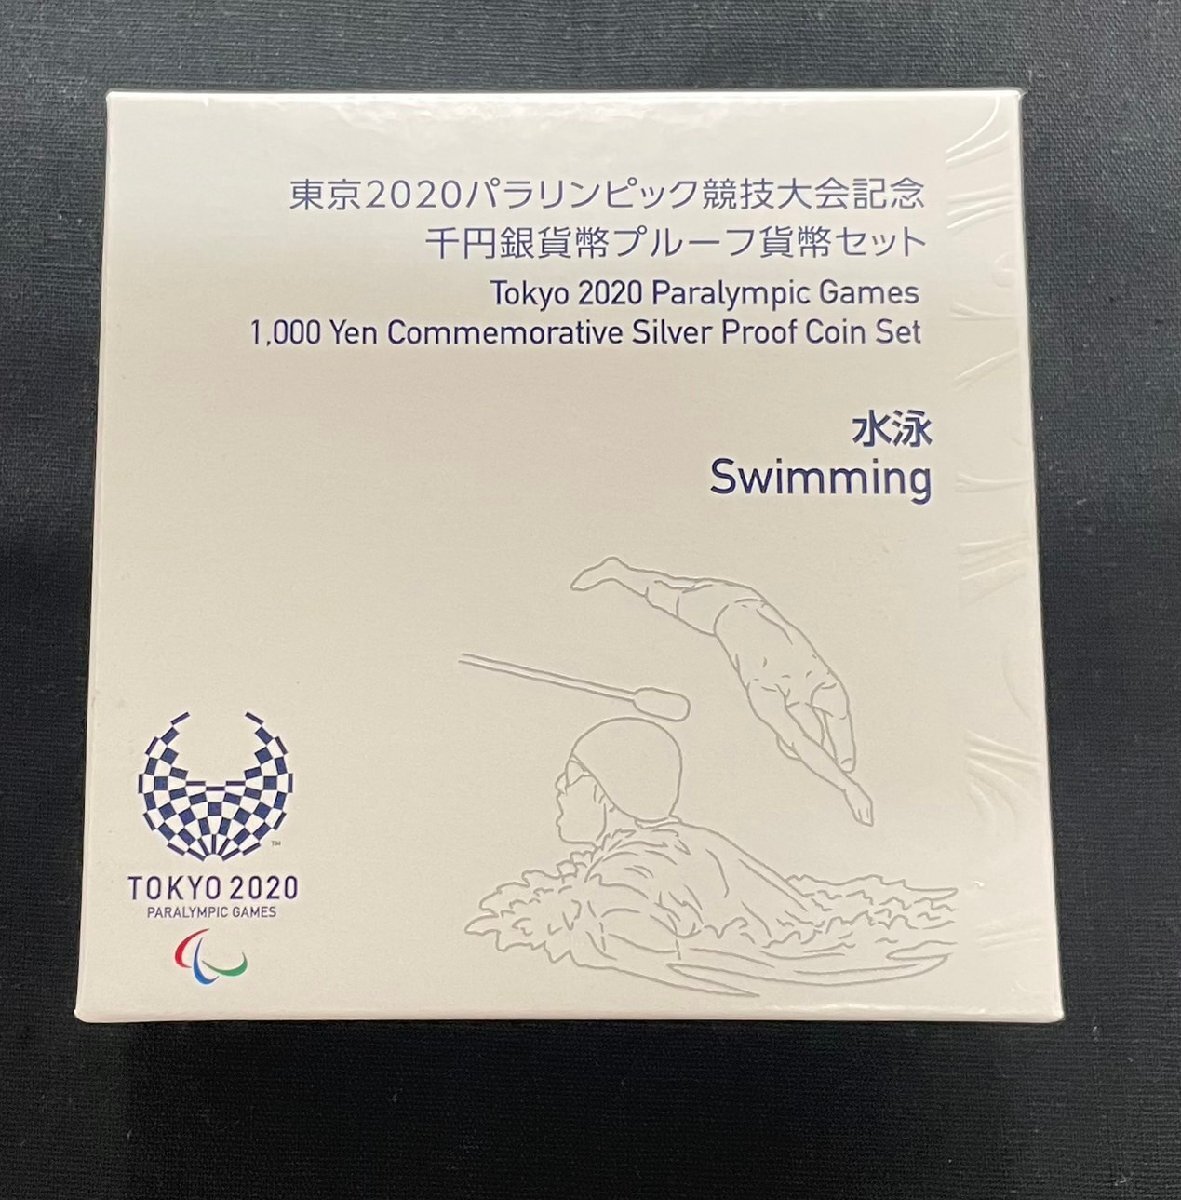 東京2020パラリンピック競技大会記念
千円銀貨幣プルーフ貨幣セット
Tokyo 2020 Paralympic Games
1,000 Yen Commemorative Silver Proof Coin Set
水泳
Swimming
TM
TOKYO 2020
PARALYMPIC GAMES